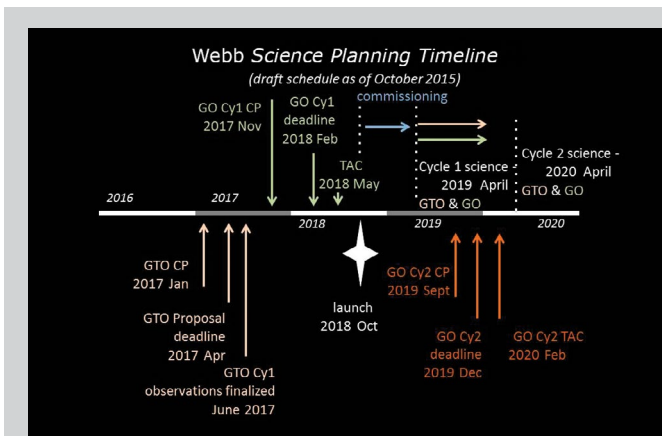 Webb Science Planning Timeline
(draft schedule as of October 2015)
commissioning
GO Cy1 CP
2017 Nov
GO Cy1
deadline
2018 Feb
TAC
2018 May
Cycle 1 science -
2019 April
GTO & GO
Cycle 2 science -
2020 April
GTO & GO
2016
2017
2018
2019
2020
GTO CP
2017 Jan
GTO Proposal
deadline
2017 Apr
GTO Cy1
observations finalized
June 2017
launch
2018 Oct
GO Cy2 CP
2019 Sept
GO Cy2
deadline
2019 Dec
GO Cy2 TAC
2020 Feb